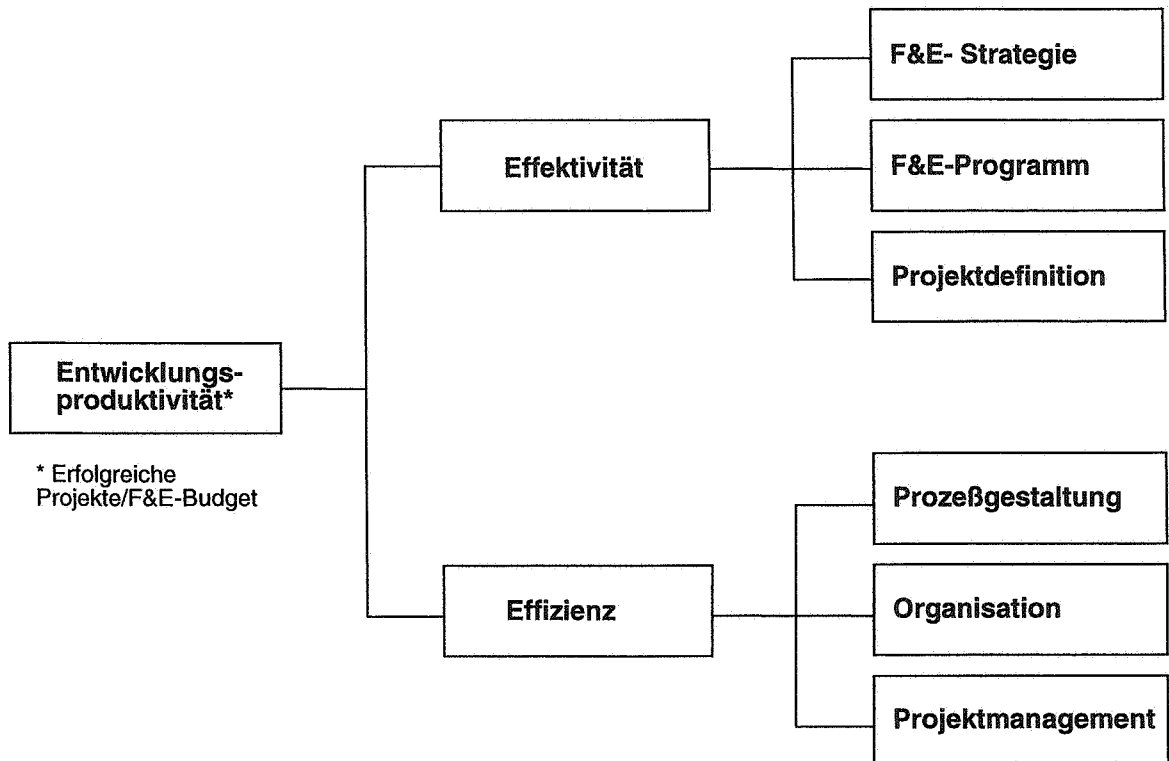 F&E- Strategie
Effektivität
F&E-Programm
Projektdefinition
Entwicklungs-
produktivität*
* Erfolgreiche
Projekte/F&E-Budget
Prozeßgestaltung
Effizienz
Organisation
Projektmanagement